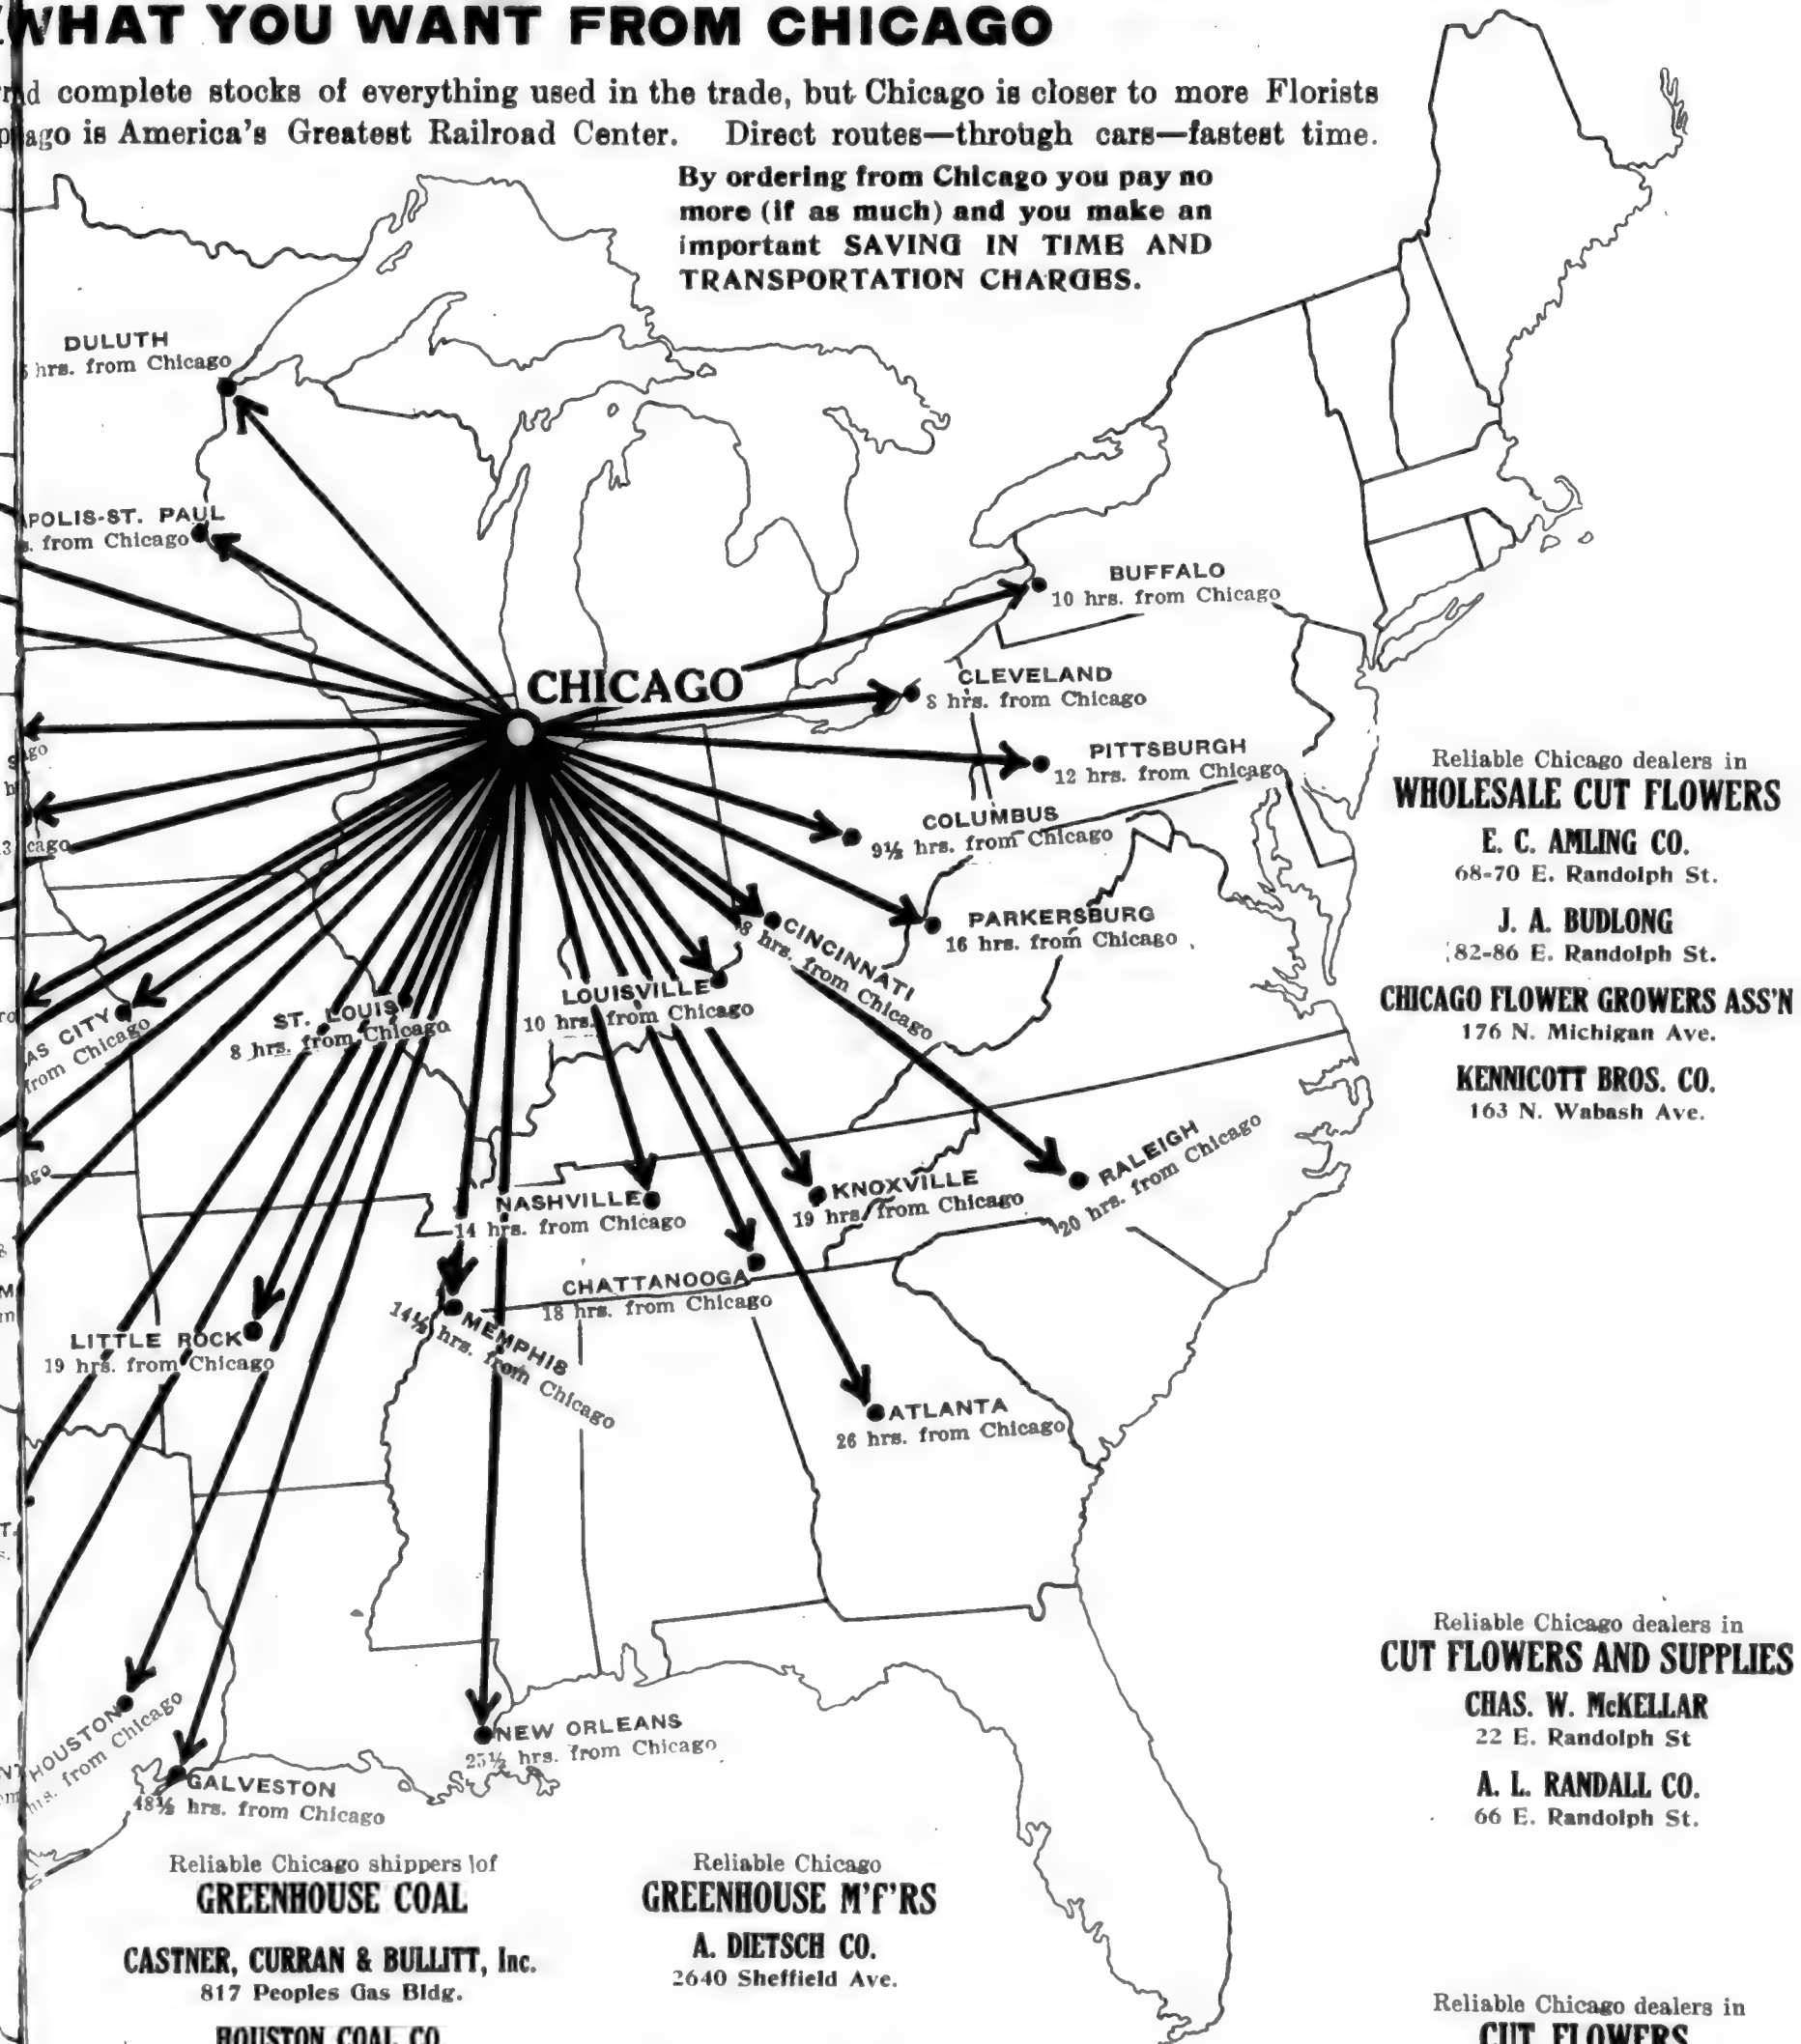 WHAT YOU WANT FROM CHICAGO
complete stocks of everything used in the trade, but Chicago is closer to more Florists
ago is America's Greatest Railroad Center. Direct routes—through cars—fastest time.
By ordering from Chicago you pay no
more (if as much) and you make an
important SAVING IN TIME AND
TRANSPORTATION CHARGES.
DULUTH
hrs. from Chicago
APOLIS-ST. PAUL
from Chicago
CHICAGO
BUFFALO
10 hrs. from Chicago
CLEVELAND
8 hrs. from Chicago
PITTSBURGH
12 hrs. from Chicago
COLUMBUS
9½ hrs. from Chicago
PARKERSBURG
16 hrs. from Chicago
CINCINNATI
8 hrs. from Chicago
LOUISVILLE
10 hrs. from Chicago
ST. LOUIS
8 hrs. from Chicago
AS CITY
from Chicago
RALEIGH
20 hrs. from Chicago
KNOXVILLE
19 hrs. from Chicago
NASHVILLE
14 hrs. from Chicago
CHATTANOOGA
18 hrs. from Chicago
MEMPHIS
14½ hrs. from Chicago
LITTLE ROCK
19 hrs. from Chicago
ATLANTA
26 hrs. from Chicago
HOUSTON
hrs. from Chicago
NEW ORLEANS
25½ hrs. from Chicago
GALVESTON
48½ hrs. from Chicago
Reliable Chicago dealers in
WHOLESALE CUT FLOWERS
E. C. AMLING CO.
68-70 E. Randolph St.
J. A. BUDLONG
82-86 E. Randolph St.
CHICAGO FLOWER GROWERS ASS'N
176 N. Michigan Ave.
KENNICOTT BROS. CO.
163 N. Wabash Ave.
Reliable Chicago dealers in
CUT FLOWERS AND SUPPLIES
CHAS. W. McKELLAR
22 E. Randolph St
A. L. RANDALL CO.
66 E. Randolph St.
Reliable Chicago shippers of
GREENHOUSE COAL
CASTNER, CURRAN & BULLITT, Inc.
817 Peoples Gas Bldg.
HOUSTON COAL CO
Reliable Chicago
GREENHOUSE M'F'RS
A. DIETSCH CO.
2640 Sheffield Ave.
Reliable Chicago dealers in
CUT FLOWERS